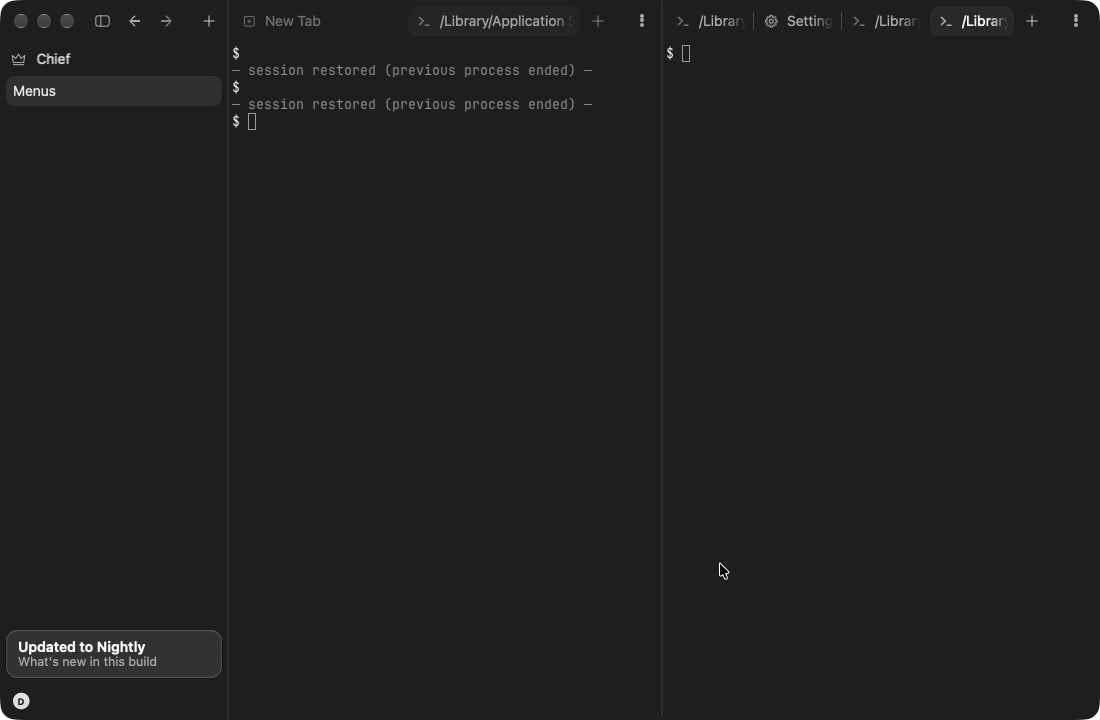 New Tab
/Library/Application
/Librar
Setting
/Librar
/Library
Chief
Menus
$
— session restored (previous process ended) —
$
— session restored (previous process ended) —
$
$
Updated to Nightly
What's new in this build
D